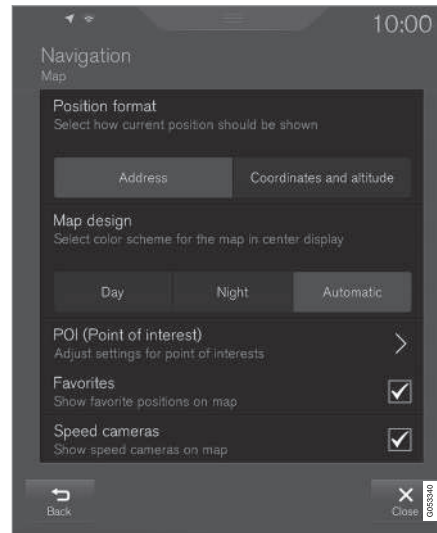 10:00
Navigation
Map
Position format
Select how current position should be shown
Address Coordinates and altitude
Map design
Select color scheme for the map in center display
Day Night Automatic
POI (Point of interest)
Adjust settings for point of interests
Favorites
Show favorite positions on map
Speed cameras
Show speed cameras on map
Back Close
G053340